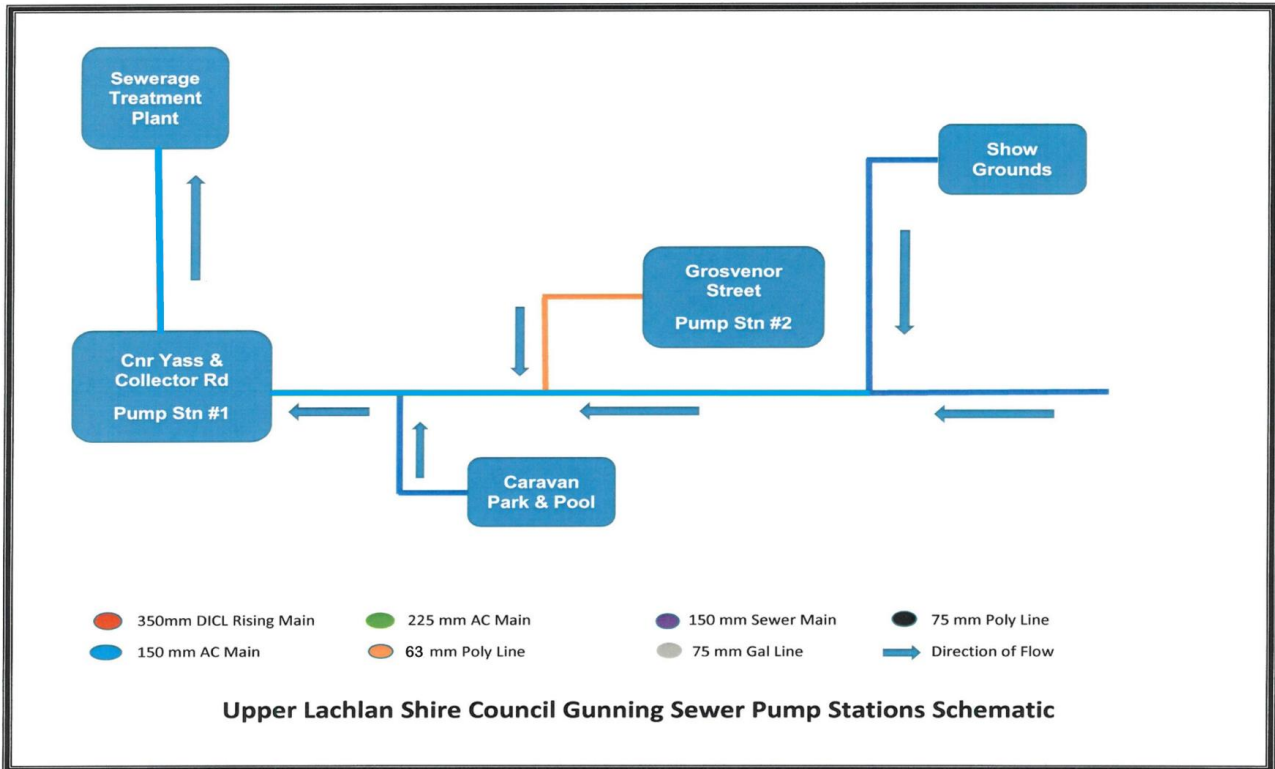 Sewerage
Treatment
Plant
Show
Grounds
Grosvenor
Street
Pump Stn #2
Cnr Yass &
Collector Rd
Pump Stn #1
Caravan
Park & Pool
350mm DICL Rising Main
225 mm AC Main
150 mm Sewer Main
75 mm Poly Line
150 mm AC Main
63 mm Poly Line
75 mm Gal Line
Direction of Flow
Upper Lachlan Shire Council Gunning Sewer Pump Stations Schematic